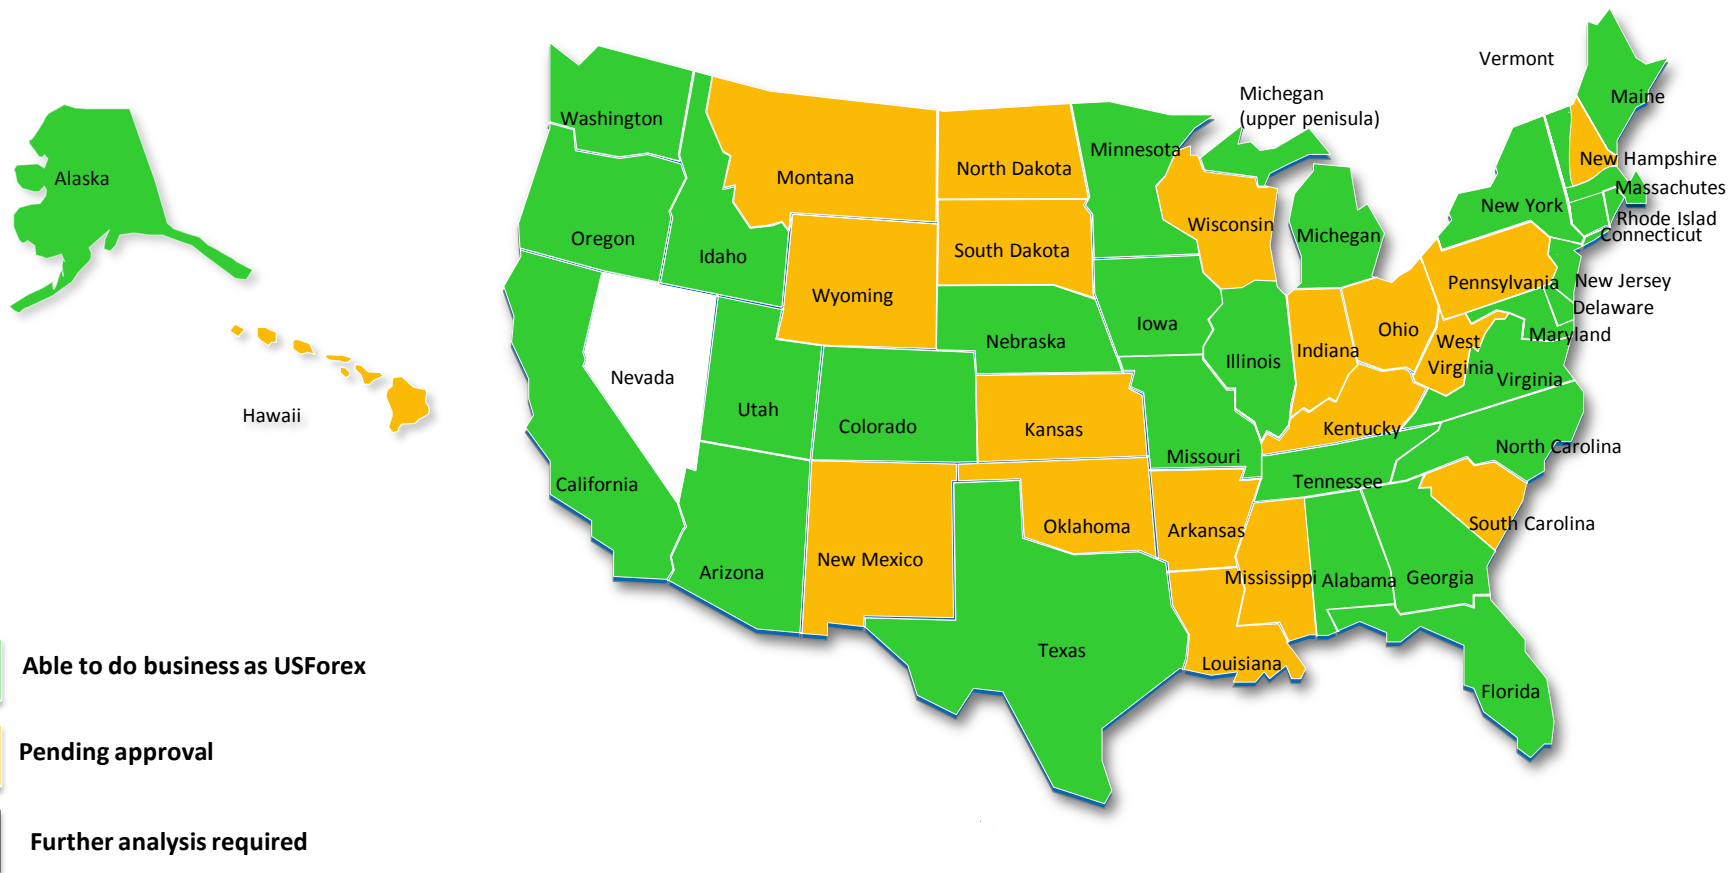 Vermont
Michegan
(upper penisula)
Maine
Washington
Minnesota
New Hampshire
North Dakota
Montana
Alaska
Massachutes
New York
Rhode Islad
Wisconsin
Connecticut
Michegan
Oregon
South Dakota
Idaho
New Jersey
Pennsylvania
Wyoming
Delaware
Iowa
Ohio
Maryland
Nebraska
West
Virginia
Indiana
Illinois
Nevada
Virginia
Utah
Hawaii
Colorado
Kansas
Kentucky
North Carolina
Missouri
Tennessee
California
South Carolina
Oklahoma
Arkansas
New Mexico
Arizona
Mississippi
Alabama
Georgia
Texas
Louisiana
Florida
Able to do business as USForex
Pending approval
Further analysis required